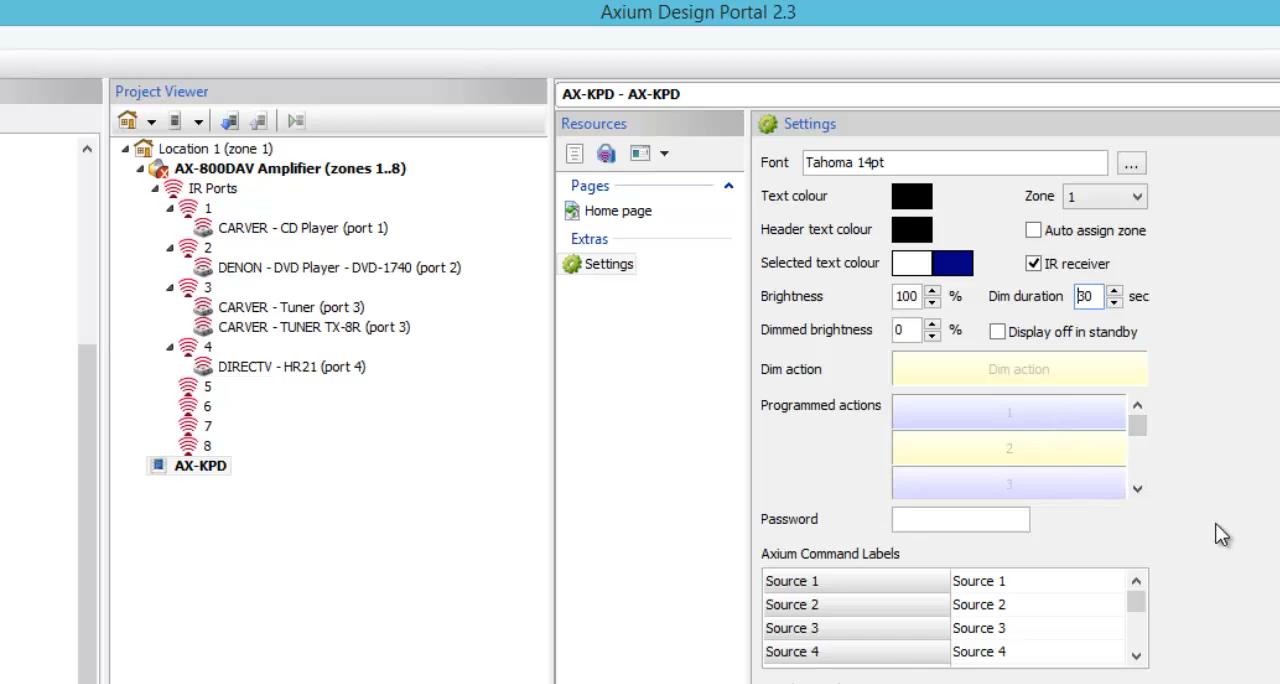 Axium Design Portal 2.3
Project Viewer
Location 1 (zone 1)
AX-800DAV Amplifier (zones 1..8)
IR Ports
1
CARVER - CD Player (port 1)
2
DENON - DVD Player - DVD-1740 (port 2)
3
CARVER - Tuner (port 3)
CARVER - TUNER TX-8R (port 3)
4
DIRECTV - HR21 (port 4)
5
6
7
8
AX-KPD
AX-KPD - AX-KPD
Resources
Pages
Home page
Extras
Settings
Settings
Font Tahoma 14pt ...
Text colour Zone 1
Header text colour Auto assign zone
Selected text colour IR receiver
Brightness 100 % Dim duration 30 sec
Dimmed brightness 0 % Display off in standby
Dim action Dim action
Programmed actions 1
2
3
Password
Axium Command Labels
Source 1 Source 1
Source 2 Source 2
Source 3 Source 3
Source 4 Source 4